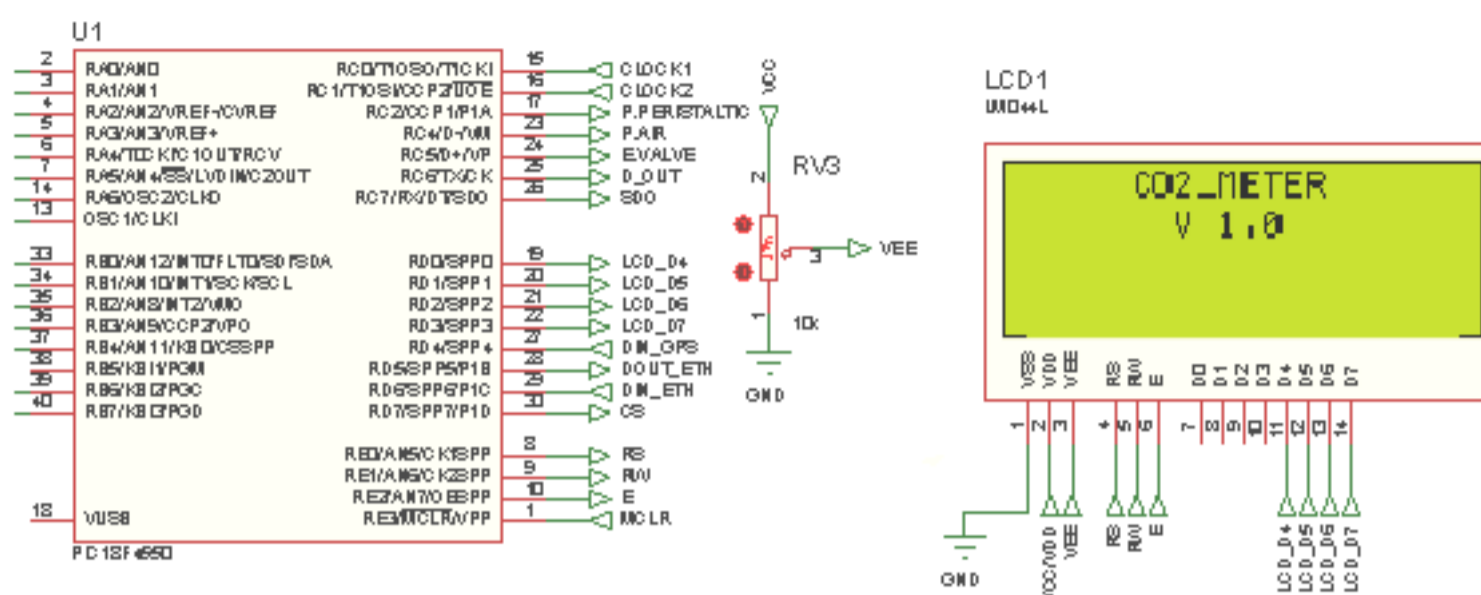 U1
2 RA0/AN0 RC0/T1OSO/T1CKI 15 CLOCK1
3 RA1/AN1 RC1/T1OSI/CCP2/UOE 16 CLOCK2
4 RA2/AN2/VREF-/CVREF RC2/CCP1/P1A 17 P.PERISTALTIC
5 RA3/AN3/VREF+ RC4/D-/VM 23 P.AIR
6 RA4/T0CKI/C1OUT/RCV RC5/D+/VP 24 E.VALVE
7 RA5/AN4/SS/LVDIN/C2OUT RC6/TX/CK 25 D_OUT
14 RA6/OSC2/CLKO RC7/RX/DT/SDO 26 SDO
13 OSC1/CLKI
33 RB0/AN12/INT0/FLT0/SDI/SDA RD0/SPP0 19 LCD_D4
34 RB1/AN10/INT1/SCK/SCL RD1/SPP1 20 LCD_D5
35 RB2/AN8/INT2/VMO RD2/SPP2 21 LCD_D6
36 RB3/AN9/CCP2/VPO RD3/SPP3 22 LCD_D7
37 RB4/AN11/KBI0/CSSPP RD4/SPP4 27 DIN_GPS
38 RB5/KBI1/PGM RD5/SPP5/P1B 28 DOUT_ETH
39 RB6/KBI2/PGC RD6/SPP6/P1C 29 DIN_ETH
40 RB7/KBI3/PGD RD7/SPP7/P1D 30 CS
RE0/AN5/CK1SPP 8 RS
RE1/AN6/CK2SPP 9 RW
RE2/AN7/OESPP 10 E
18 VUSB RE3/MCLR/VPP 1 MCLR
PIC18F4550
VCC
RV3
2
3 VEE
1
10k
GND
LCD1
LM044L
CO2_METER
V 1.0
VSS VDD VEE RS RW E D0 D1 D2 D3 D4 D5 D6 D7
1 2 3 4 5 6 7 8 9 10 11 12 13 14
VCC/VDD VEE RS RW E LCD_D4 LCD_D5 LCD_D6 LCD_D7
GND